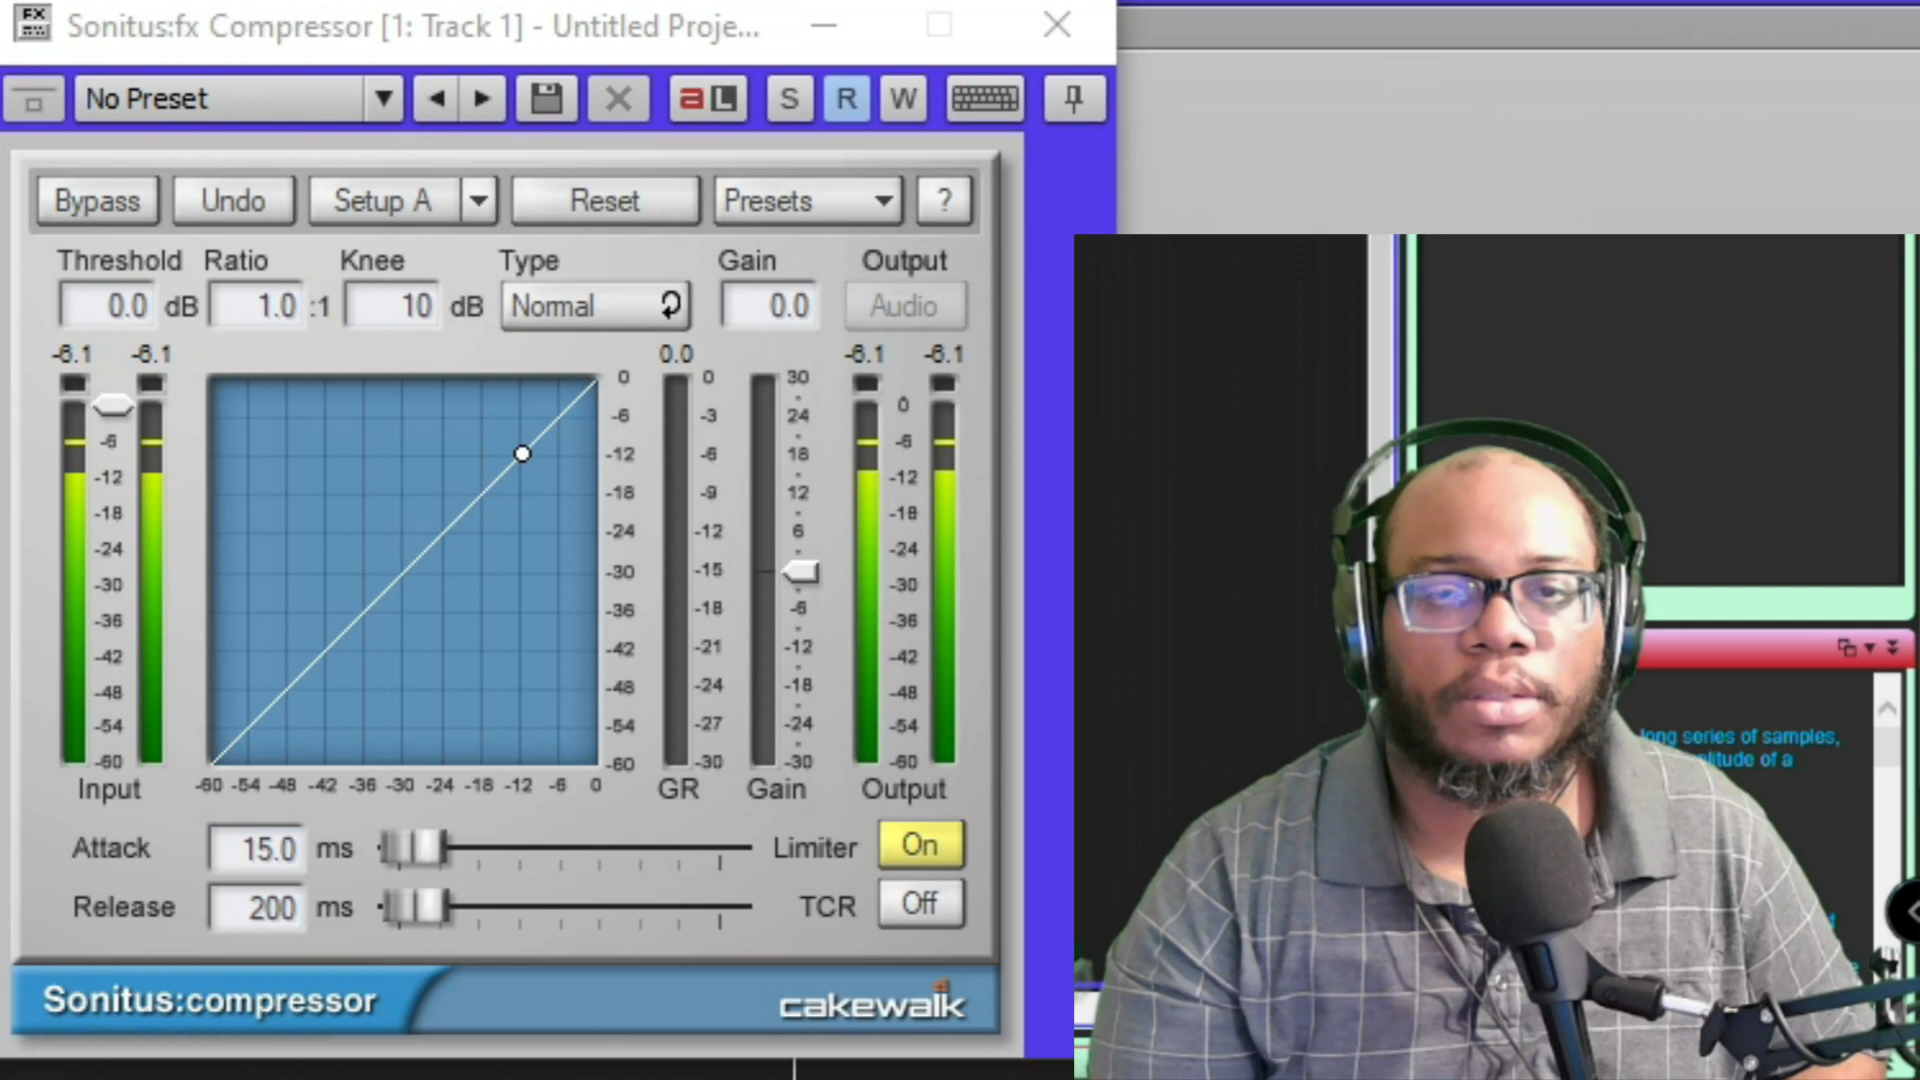 FX
Sonitus:fx Compressor [1: Track 1] - Untitled Proje...
No Preset
a L S R W
Bypass Undo Setup A Reset Presets ?
Threshold Ratio Knee Type Gain Output
0.0 dB 1.0 :1 10 dB Normal 0.0 Audio
-6.1 -6.1 0.0 -6.1 -6.1
0 0 30 0
-6 -6 -3 24 -6
-12 -12 -6 18 -12
-18 -18 -9 12 -18
-24 -24 -12 6 -24
-30 -30 -15 -30
-36 -36 -18 -6 -36
-42 -42 -21 -12 -42
-48 -48 -24 -18 -48
-54 -54 -27 -24 -54
-60 -60 -30 -30 -60
Input -60 -54 -48 -42 -36 -30 -24 -18 -12 -6 0 GR Gain Output
Attack 15.0 ms Limiter On
Release 200 ms TCR Off
Sonitus:compressor cakewalk
long series of samples,
of a